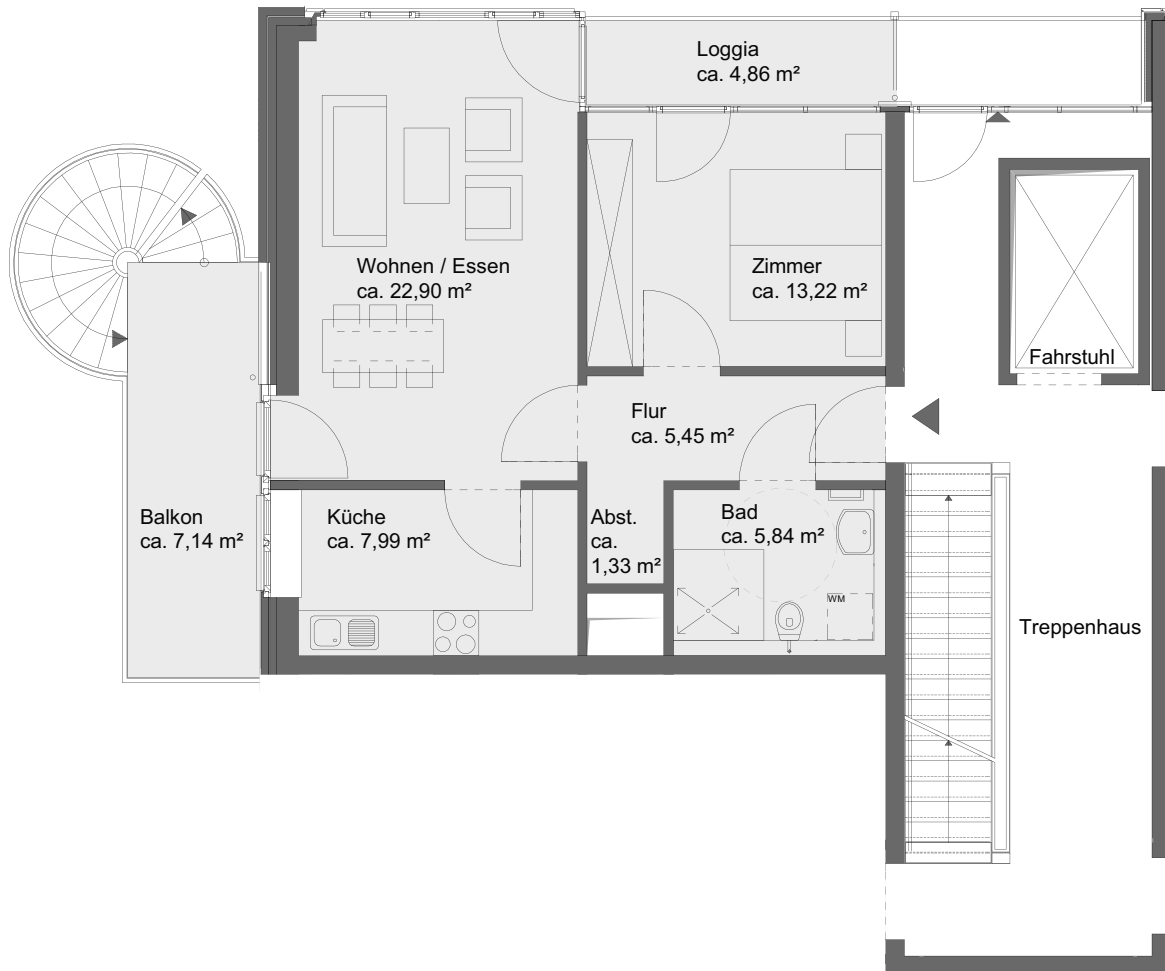 Loggia
ca. 4,86 m²
Wohnen / Essen
ca. 22,90 m²
Zimmer
ca. 13,22 m²
Fahrstuhl
Flur
ca. 5,45 m²
Balkon
ca. 7,14 m²
Küche
ca. 7,99 m²
Abst.
ca.
1,33 m²
Bad
ca. 5,84 m²
WM
Treppenhaus